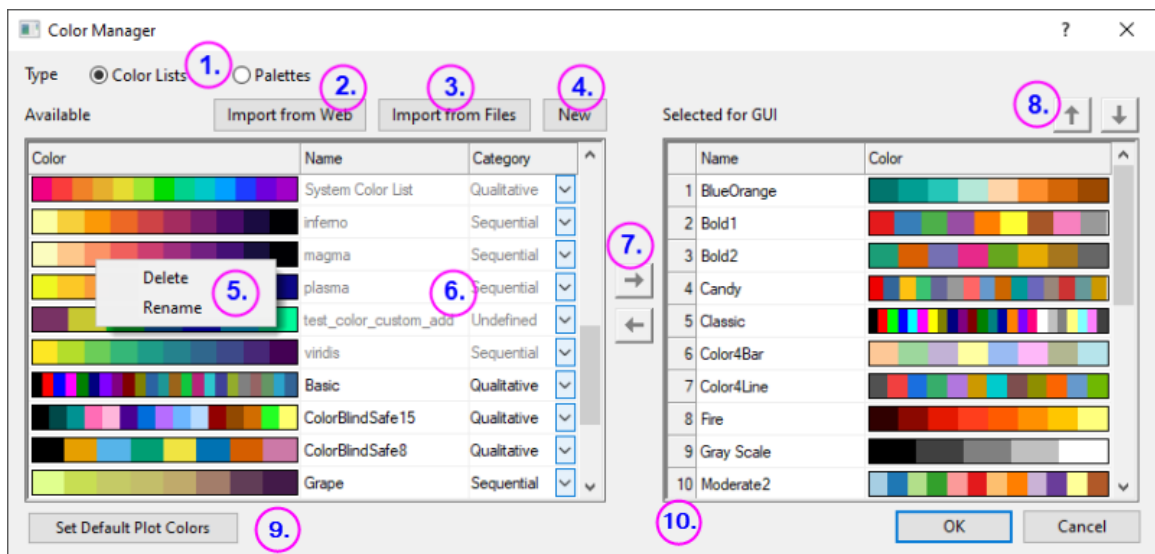 Color Manager
?
Type Color Lists 1. Palettes
2. 3. 4. 8.
Available Import from Web Import from Files New Selected for GUI
Color Name Category Name Color
System Color List Qualitative 1 BlueOrange
inferno Sequential 2 Bold1
magma Sequential 7. 3 Bold2
Delete 5. plasma 6. Sequential 4 Candy
Rename test_color_custom_add Undefined 5 Classic
viridis Sequential 6 Color4Bar
Basic Qualitative 7 Color4Line
ColorBlindSafe15 Qualitative 8 Fire
ColorBlindSafe8 Qualitative 9 Gray Scale
Grape Sequential 10 Moderate2
Set Default Plot Colors 9. 10. OK Cancel